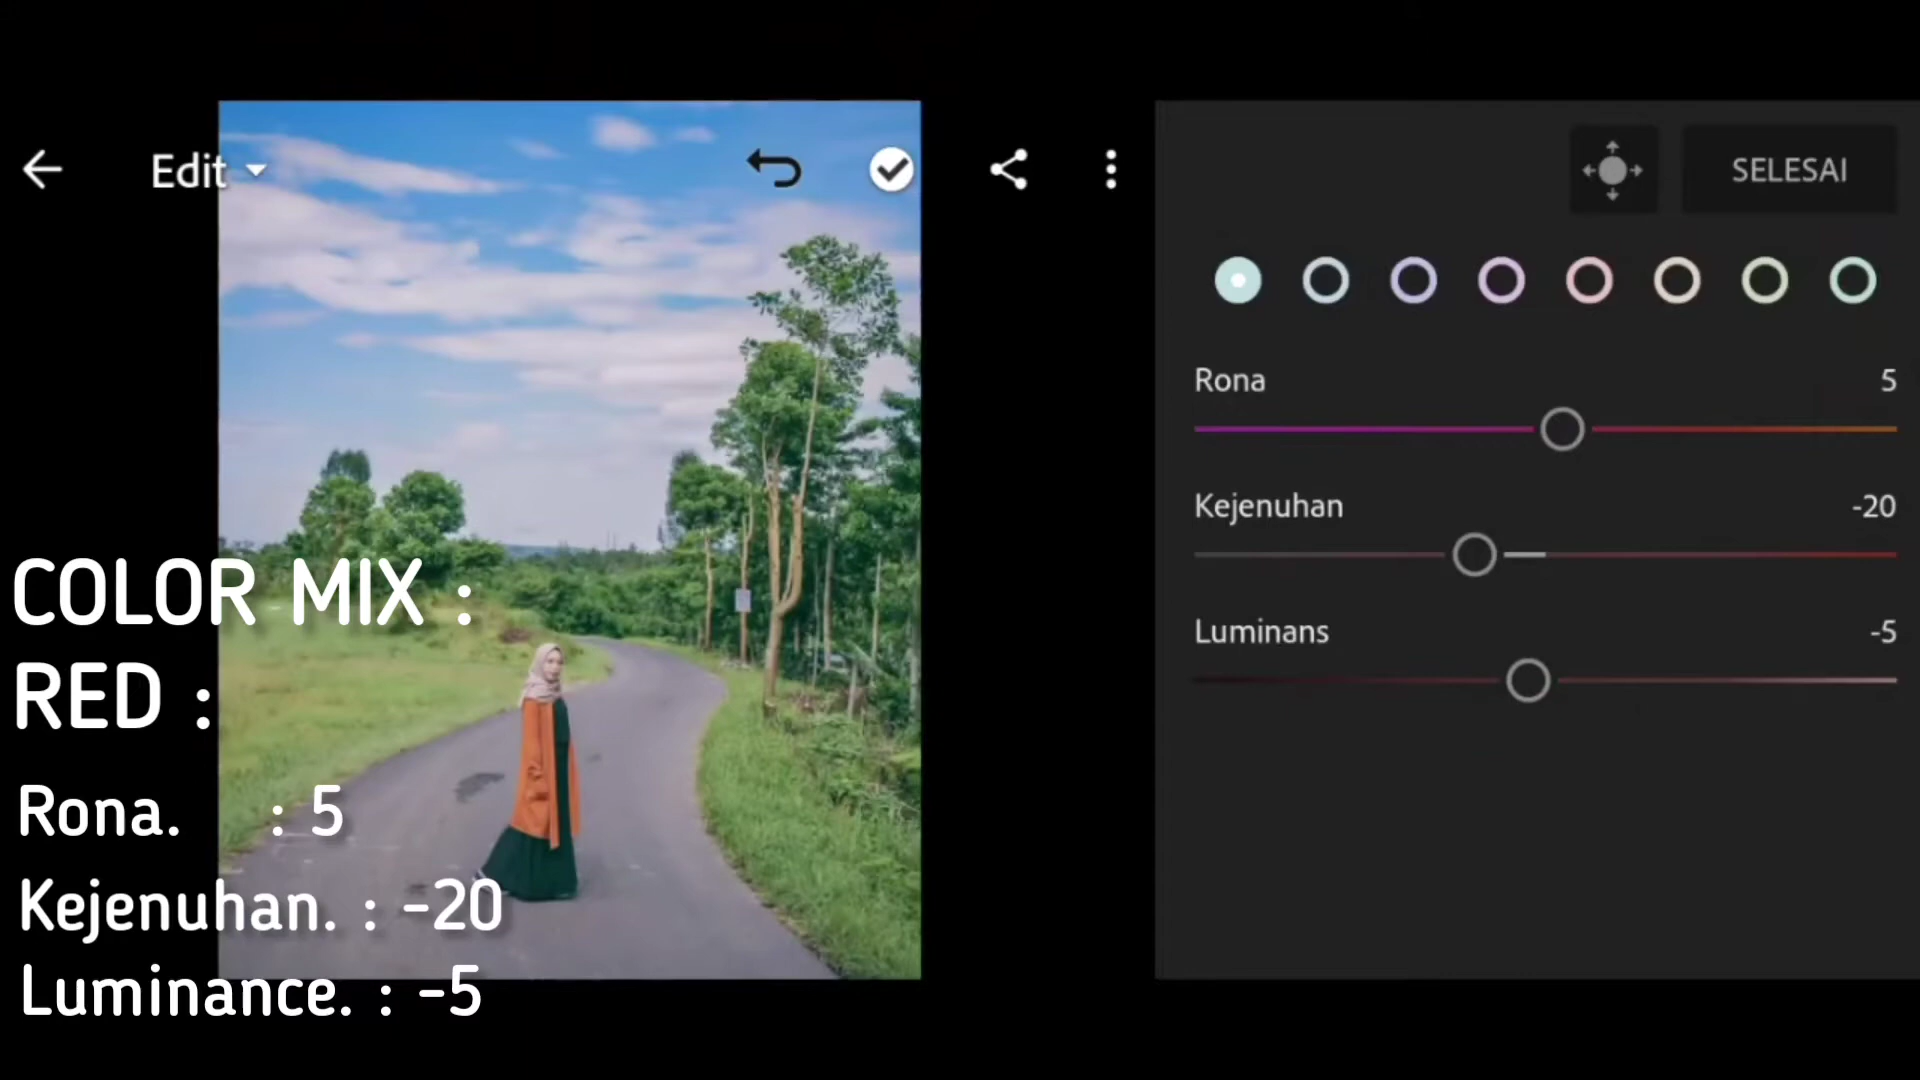 Edit
SELESAI
Rona 5
Kejenuhan -20
Luminans -5
COLOR MIX :
RED :
Rona. : 5
Kejenuhan. : -20
Luminance. : -5